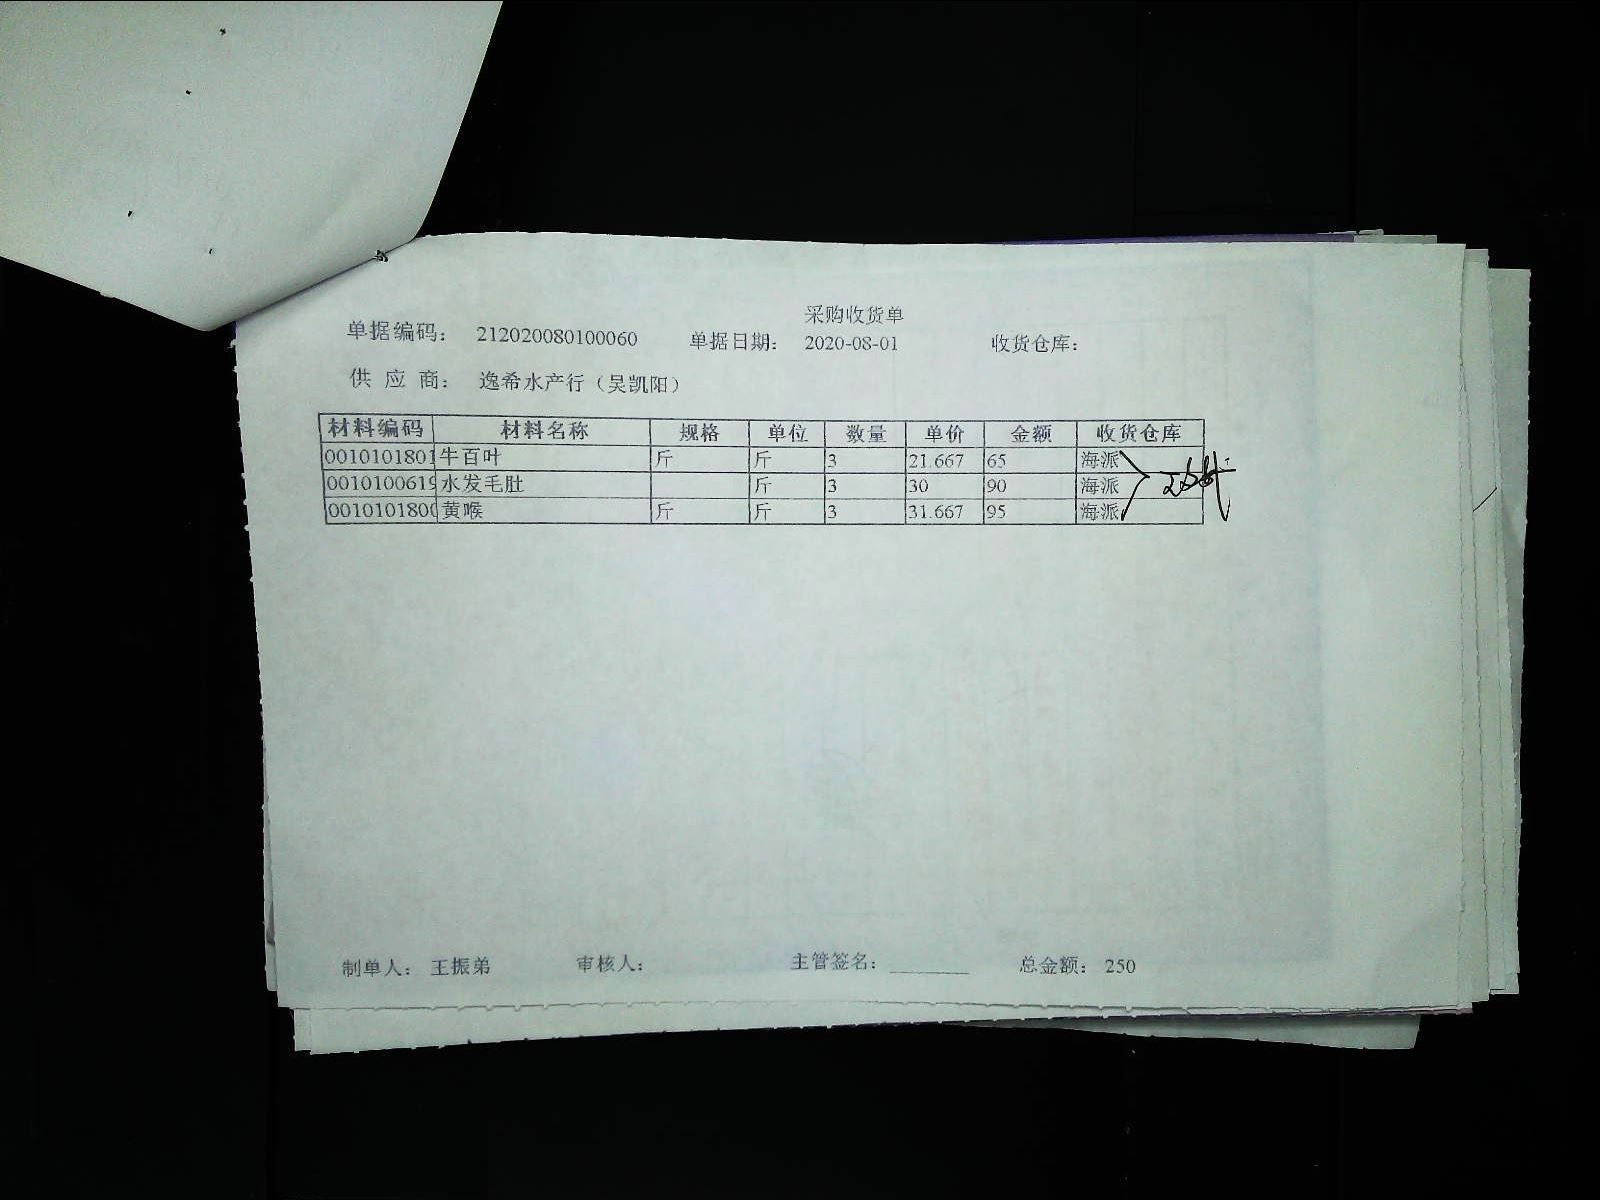 采购收货单
单据编码： 212020080100060 单据日期： 2020-08-01 收货仓库：
供 应 商： 逸希水产行（吴凯阳）
材料编码 材料名称 规格 单位 数量 单价 金额 收货仓库
0010101801 牛百叶 斤 斤 3 21.667 65 海派
0010100619 水发毛肚 斤 3 30 90 海派
0010101800 黄喉 斤 斤 3 31.667 95 海派
制单人： 王振弟 审核人： 主管签名： 总金额： 250